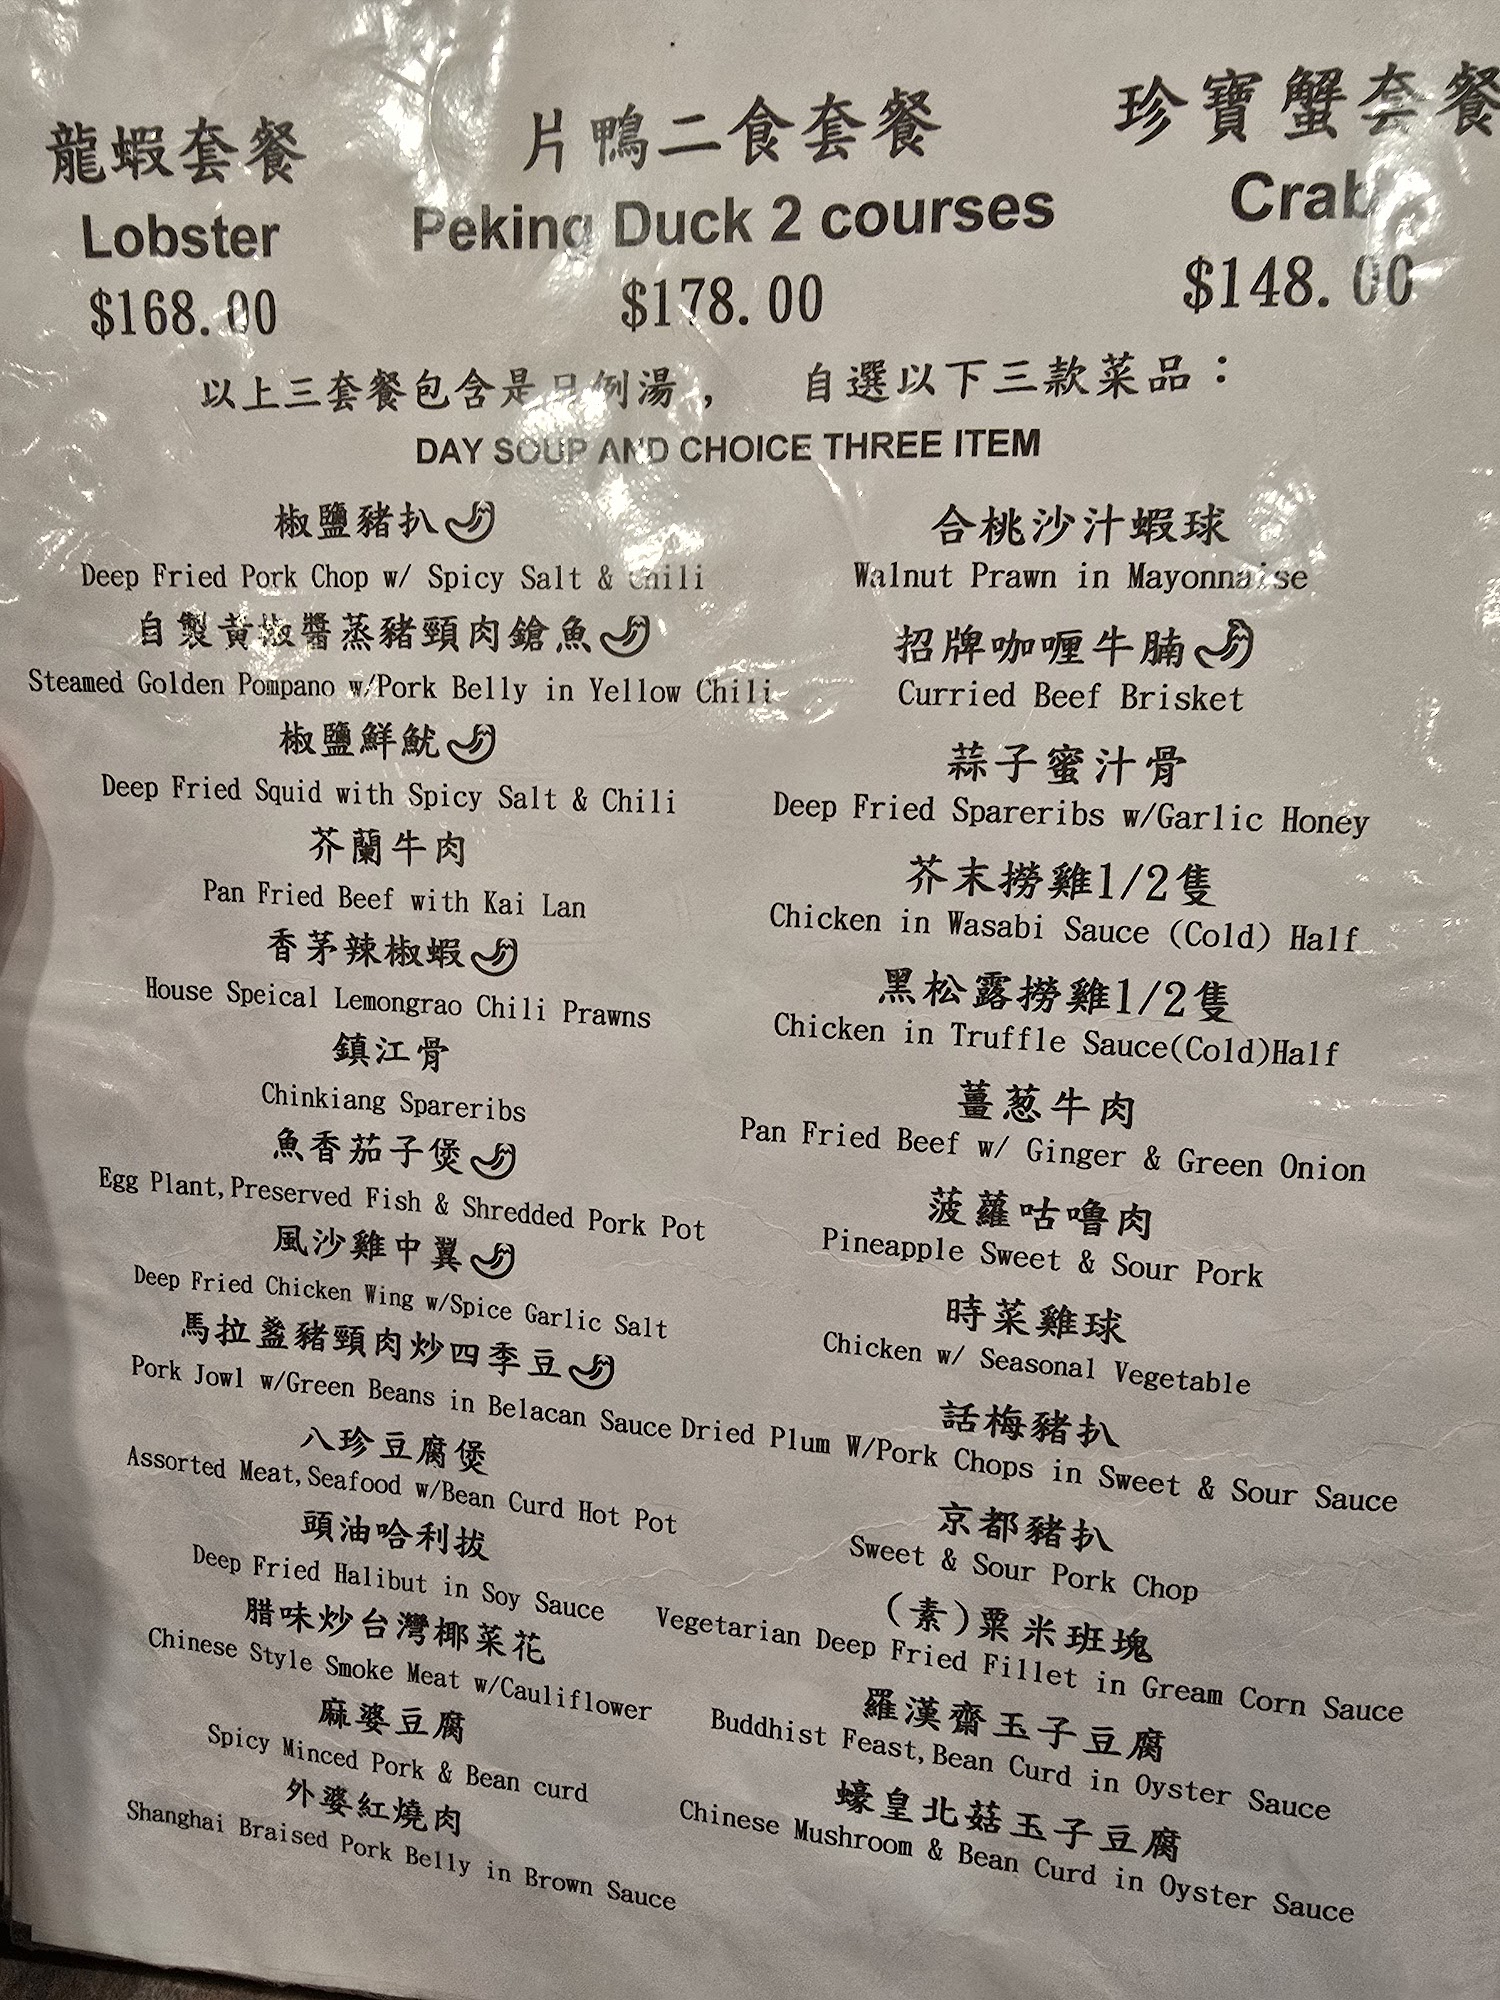 龍蝦套餐
Lobster
$168.00
片鴨二食套餐
Peking Duck 2 courses
$178.00
珍寶蟹套餐
Crab
$148.00
以上三套餐包含是日例湯，　自選以下三款菜品：
DAY SOUP AND CHOICE THREE ITEM
椒鹽豬扒
Deep Fried Pork Chop w/ Spicy Salt & Chili
自製黃椒醬蒸豬頸肉鎗魚
Steamed Golden Pompano w/Pork Belly in Yellow Chili
椒鹽鮮魷
Deep Fried Squid with Spicy Salt & Chili
芥蘭牛肉
Pan Fried Beef with Kai Lan
香茅辣椒蝦
House Speical Lemongrao Chili Prawns
鎮江骨
Chinkiang Spareribs
魚香茄子煲
Egg Plant,Preserved Fish & Shredded Pork Pot
風沙雞中翼
Deep Fried Chicken Wing w/Spice Garlic Salt
馬拉盞豬頸肉炒四季豆
Pork Jowl w/Green Beans in Belacan Sauce
八珍豆腐煲
Assorted Meat,Seafood w/Bean Curd Hot Pot
頭油哈利拔
Deep Fried Halibut in Soy Sauce
腊味炒台灣椰菜花
Chinese Style Smoke Meat w/Cauliflower
麻婆豆腐
Spicy Minced Pork & Bean curd
外婆紅燒肉
Shanghai Braised Pork Belly in Brown Sauce
合桃沙汁蝦球
Walnut Prawn in Mayonnaise
招牌咖喱牛腩
Curried Beef Brisket
蒜子蜜汁骨
Deep Fried Spareribs w/Garlic Honey
芥末撈雞1/2隻
Chicken in Wasabi Sauce (Cold) Half
黑松露撈雞1/2隻
Chicken in Truffle Sauce(Cold)Half
薑葱牛肉
Pan Fried Beef w/ Ginger & Green Onion
菠蘿咕嚕肉
Pineapple Sweet & Sour Pork
時菜雞球
Chicken w/ Seasonal Vegetable
話梅豬扒
Dried Plum W/Pork Chops in Sweet & Sour Sauce
京都豬扒
Sweet & Sour Pork Chop
(素)粟米班塊
Vegetarian Deep Fried Fillet in Gream Corn Sauce
羅漢齋玉子豆腐
Buddhist Feast,Bean Curd in Oyster Sauce
蠔皇北菇玉子豆腐
Chinese Mushroom & Bean Curd in Oyster Sauce